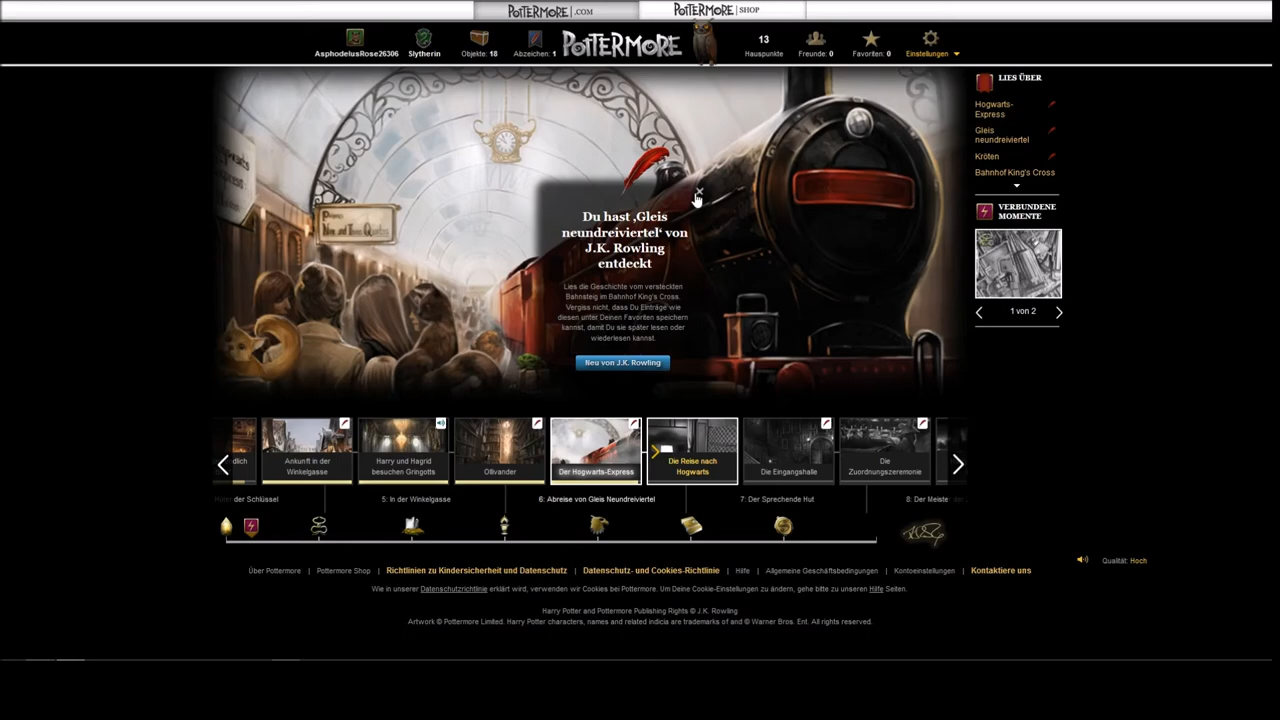 POTTERMORE|.COM
POTTERMORE|SHOP
AsphodelusRose26306
Slytherin
Objekte: 18
Abzeichen: 1
POTTERMORE
13
Hauspunkte
Freunde: 0
Favoriten: 0
Einstellungen
Du hast ‚Gleis
neundreiviertel‘ von
J.K. Rowling
entdeckt
Lies die Geschichte vom versteckten
Bahnsteig im Bahnhof King's Cross.
Vergiss nicht, dass Du Einträge wie
diesen unter Deinen Favoriten speichern
kannst, damit Du sie später lesen oder
wiederlesen kannst.
Neu von J.K. Rowling
LIES ÜBER
Hogwarts-
Express
Gleis
neundreiviertel
Kröten
Bahnhof King's Cross
VERBUNDENE
MOMENTE
1 von 2
dlich
Ankunft in der
Winkelgasse
Harry und Hagrid
besuchen Gringotts
Ollivander
Der Hogwarts-Express
Die Reise nach
Hogwarts
Die Eingangshalle
Die
Zuordnungszeremonie
der Schlüssel
5: In der Winkelgasse
6: Abreise von Gleis Neundreiviertel
7: Der Sprechende Hut
8: Der Meiste
Über Pottermore | Pottermore Shop | Richtlinien zu Kindersicherheit und Datenschutz | Datenschutz- und Cookies-Richtlinie | Hilfe | Allgemeine Geschäftsbedingungen | Kontoeinstellungen | Kontaktiere uns
Qualität: Hoch
Wie in unserer Datenschutzrichtlinie erklärt wird, verwenden wir Cookies bei Pottermore. Um Deine Cookie-Einstellungen zu ändern, gehe bitte zu unseren Hilfe Seiten.
Harry Potter and Pottermore Publishing Rights © J.K. Rowling
Artwork © Pottermore Limited. Harry Potter characters, names and related indicia are trademarks of and © Warner Bros. Ent. All rights reserved.